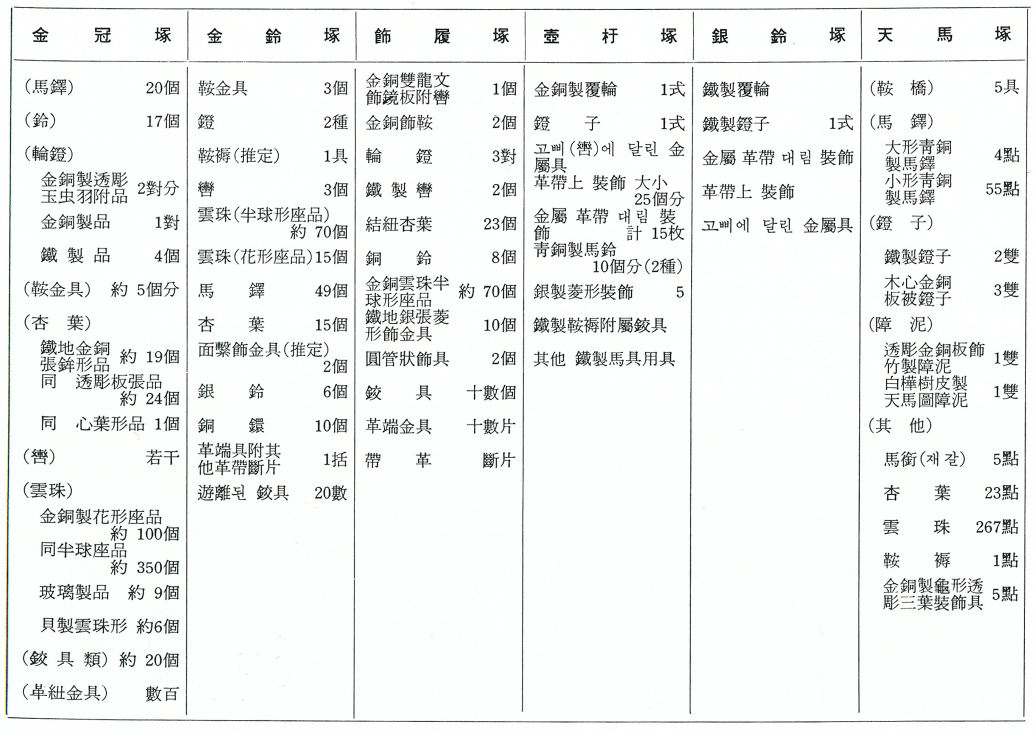 金冠塚
(馬鐸) 20個
(鈴) 17個
(輪鐙)
金銅製透彫
玉虫羽附品 2對分
金銅製品 1對
鐵製品 4個
(鞍金具) 約 5個分
(杏葉)
鐵地金銅
張鉾形品 約 19個
同 透彫板張品
約 24個
同 心葉形品 1個
(轡) 若干
(雲珠)
金銅製花形座品
約 100個
同半球座品
約 350個
玻璃製品 約 9個
貝製雲珠形 約6個
(鉸具類) 約 20個
(革紐金具) 數百
金鈴塚
鞍金具 3個
鐙 2種
鞍褥(推定) 1具
轡 3個
雲珠(半球形座品)
約 70個
雲珠(花形座品) 15個
馬鐸 49個
杏葉 15個
面繫飾金具(推定)
2個
銀鈴 6個
銅鐶 10個
革端具附其
他革帶斷片 1括
遊離된 鉸具 20數
飾履塚
金銅雙龍文
飾鏡板附轡 1個
金銅飾鞍 2個
輪鐙 3對
鐵製轡 2個
結紐杏葉 23個
銅鈴 8個
金銅雲珠半
球形座品 約 70個
鐵地銀張菱
形飾金具 10個
圓管狀飾具 2個
鉸具 十數個
革端金具 十數片
帶革 斷片
壺杅塚
金銅製覆輪 1式
鐙子 1式
고삐(轡)에 달린 金
屬具
革帶上 裝飾 大小
25個分
金屬 革帶 대림 裝
飾 計 15枚
靑銅製馬鈴
10個分(2種)
銀製菱形裝飾 5
鐵製鞍褥附屬鉸具
其他 鐵製馬具用具
銀鈴塚
鐵製覆輪
鐵製鐙子 1式
金屬 革帶 대림 裝飾
革帶上 裝飾
고삐에 달린 金屬具
天馬塚
(鞍橋) 5具
(馬鐸)
大形靑銅
製馬鐸 4點
小形靑銅
製馬鐸 55點
(鐙子)
鐵製鐙子 2雙
木心金銅
板被鐙子 3雙
(障泥)
透彫金銅板飾
竹製障泥 1雙
白樺樹皮製
天馬圖障泥 1雙
(其他)
馬銜(재갈) 5點
杏葉 23點
雲珠 267點
鞍褥 1點
金銅製龜形透
彫三葉裝飾具 5點